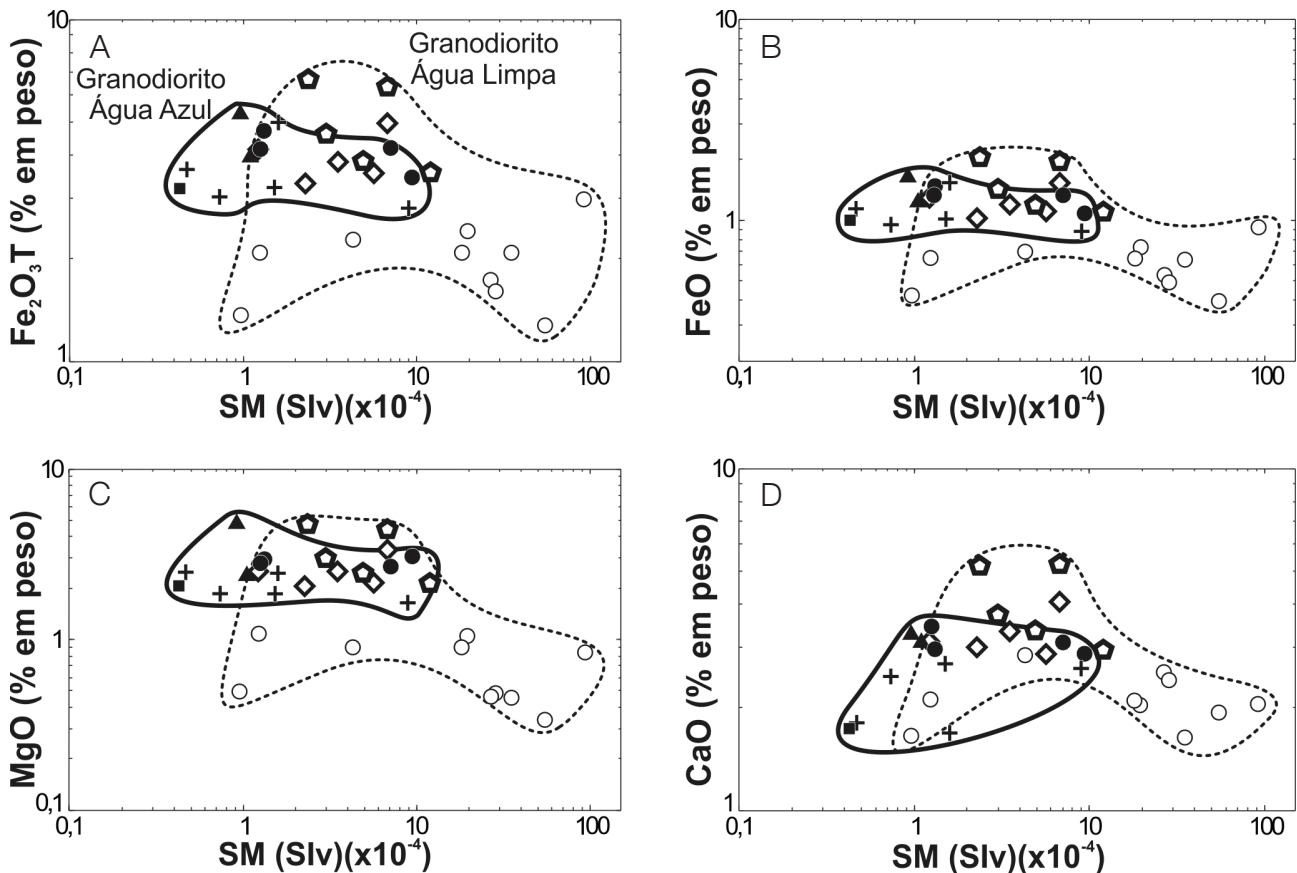 A
Granodiorito
Água Azul
Granodiorito
Água Limpa
Fe2O3T (% em peso)
10
1
0,1
1
10
100
SM (SIv)(x10-4)
B
FeO (% em peso)
10
1
0,1
1
10
100
SM (SIv)(x10-4)
C
MgO (% em peso)
10
1
0,1
0,1
1
10
100
SM (SIv)(x10-4)
D
CaO (% em peso)
10
1
0,1
1
10
100
SM (SIv)(x10-4)